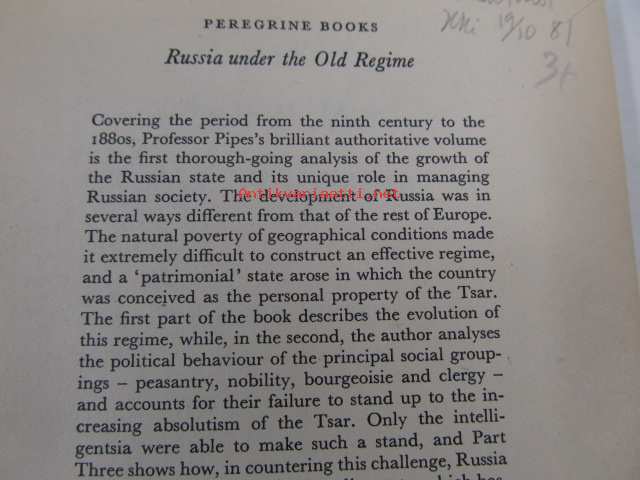 PEREGRINE BOOKS
19/10 81
Russia under the Old Regime
3+
Covering the period from the ninth century to the
1880s, Professor Pipes's brilliant authoritative volume
is the first thorough-going analysis of the growth of
the Russian state and its unique role in managing
Russian society. The development of Russia was in
Antikvariaatti.net
several ways different from that of the rest of Europe.
The natural poverty of geographical conditions made
it extremely difficult to construct an effective regime,
and a 'patrimonial' state arose in which the country
was conceived as the personal property of the Tsar.
The first part of the book describes the evolution of
this regime, while, in the second, the author analyses
the political behaviour of the principal social group-
ings – peasantry, nobility, bourgeoisie and clergy –
and accounts for their failure to stand up to the in-
creasing absolutism of the Tsar. Only the intelli-
gentsia were able to make such a stand, and Part
Three shows how, in countering this challenge, Russia